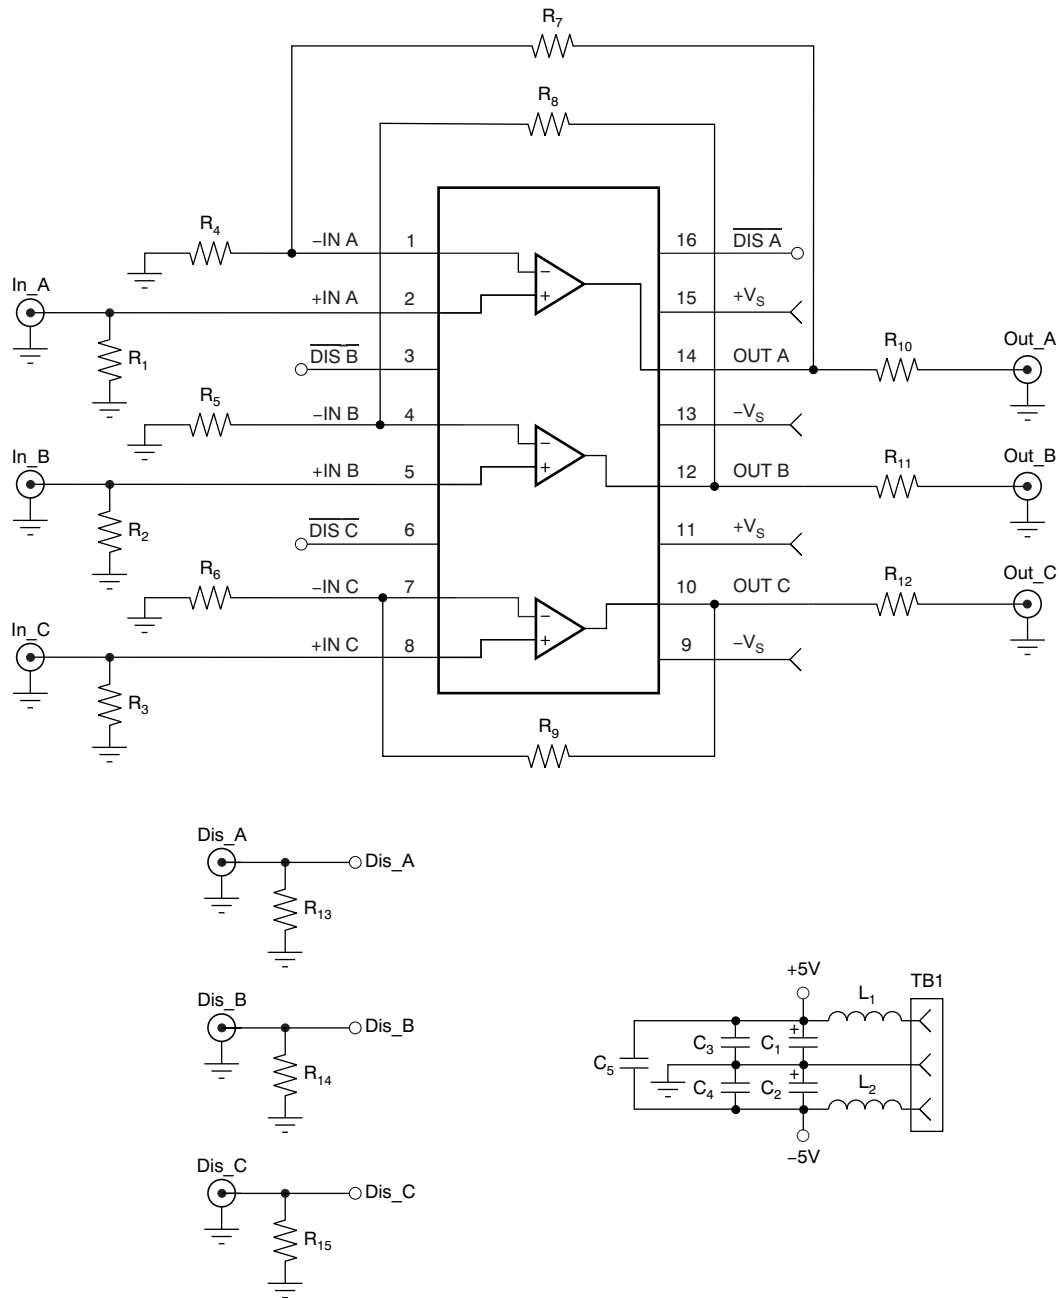 R7
R8
R4 −IN A 1 16 DIS A
In_A +IN A 2 15 +VS
R1 DIS B 3 14 OUT A R10 Out_A
R5 −IN B 4 13 −VS
In_B +IN B 5 12 OUT B R11 Out_B
R2 DIS C 6 11 +VS
R6 −IN C 7 10 OUT C R12 Out_C
In_C +IN C 8 9 −VS
R3
R9
− + − + − +
Dis_A Dis_A
R13
Dis_B Dis_B
R14
Dis_C Dis_C
R15
+5V TB1
L1
C5 C3 + C1
C4 + C2 L2
−5V